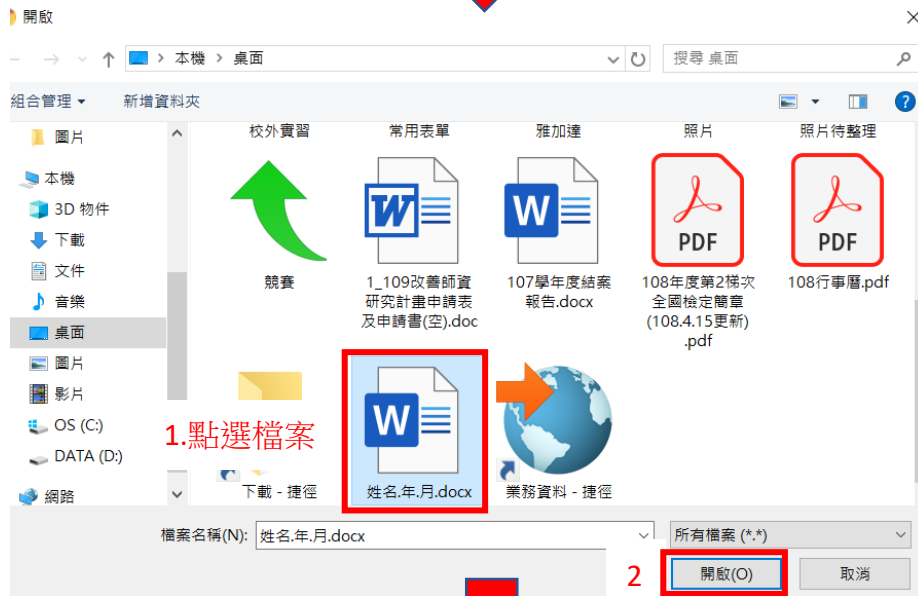 開啟
本機 > 桌面
搜尋 桌面
組合管理
新增資料夾
圖片
本機
3D 物件
下載
文件
音樂
桌面
圖片
影片
OS (C:)
DATA (D:)
網路
校外實習
常用表單
雅加達
照片
照片待整理
競賽
1_109改善師資
研究計畫申請表
及申請書(空).doc
107學年度結案
報告.docx
108年度第2梯次
全國檢定簡章
(108.4.15更新)
.pdf
108行事曆.pdf
W
W
PDF
PDF
1.點選檔案
W
下載 - 捷徑
姓名.年.月.docx
業務資料 - 捷徑
檔案名稱(N):
姓名.年.月.docx
所有檔案 (*.*)
2
開啟(O)
取消